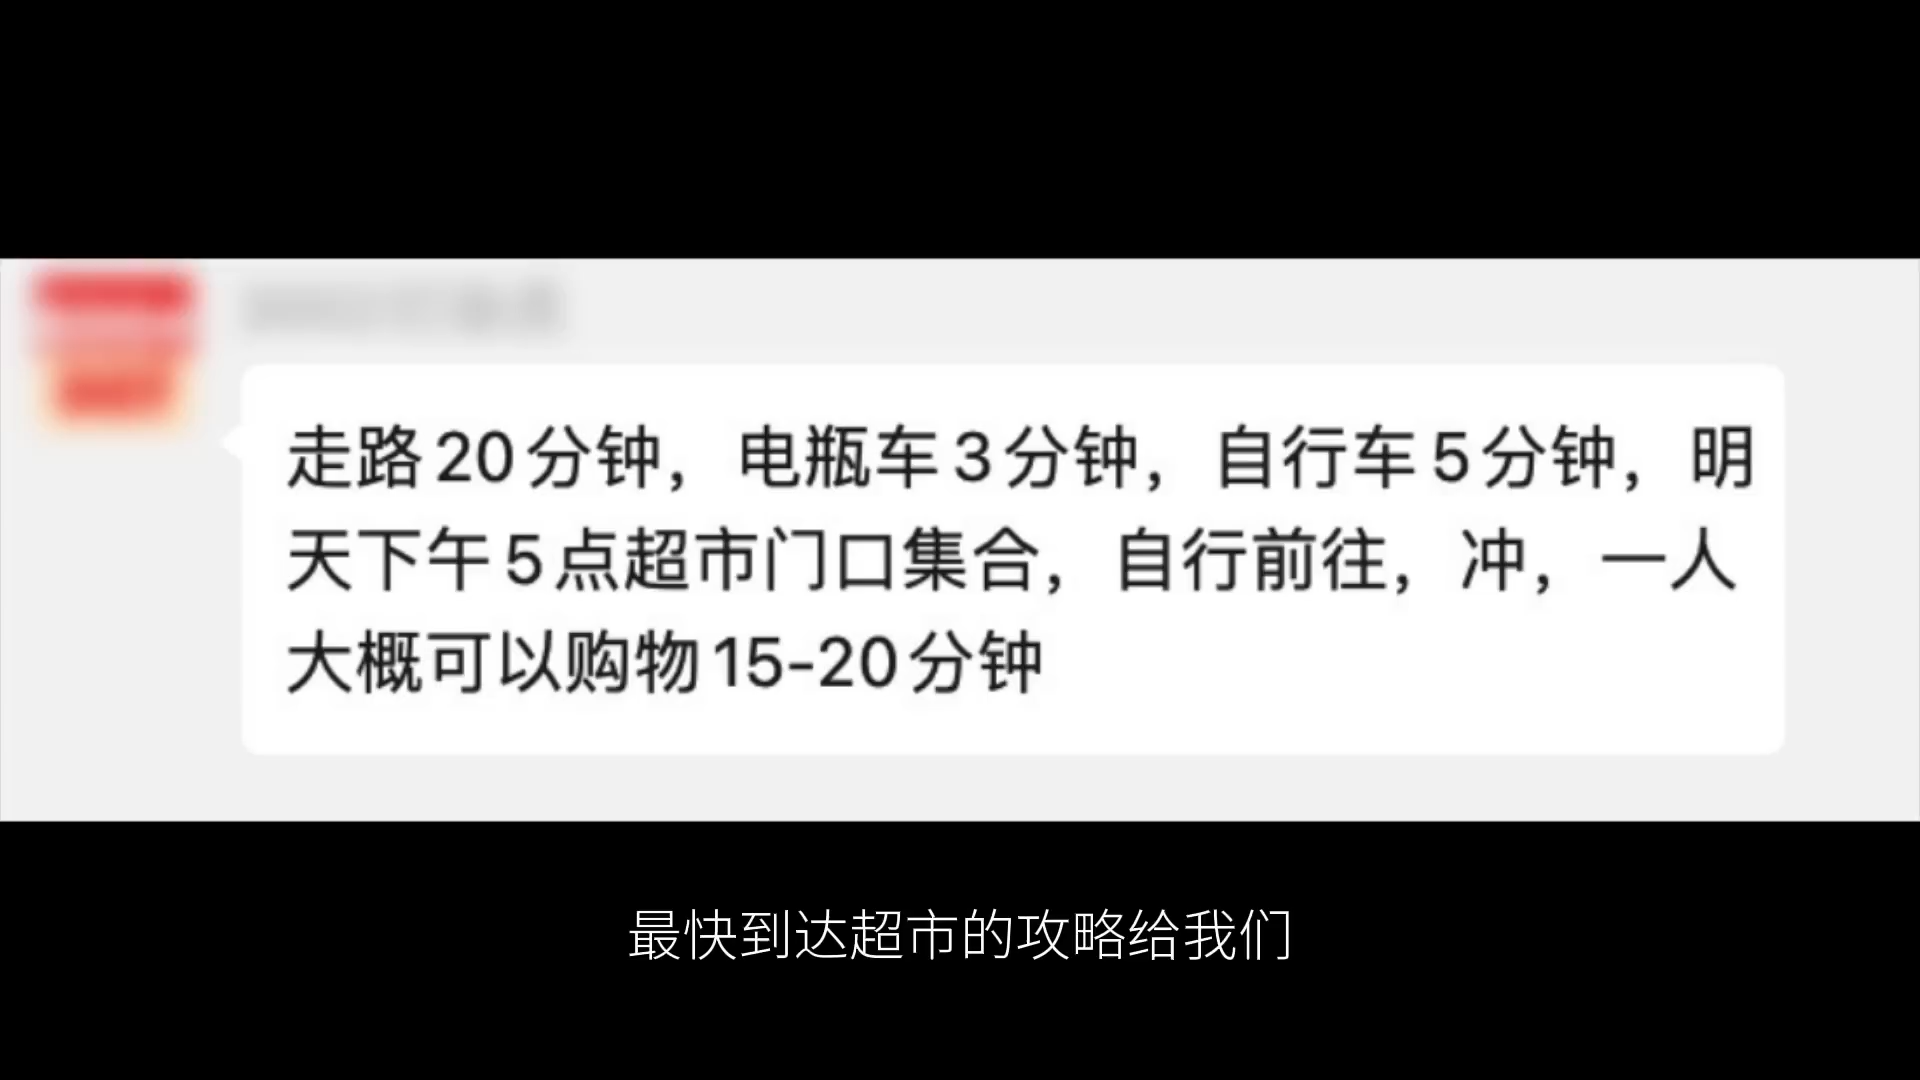 走路20分钟，电瓶车3分钟，自行车5分钟，明
天下午5点超市门口集合，自行前往，冲，一人
大概可以购物15-20分钟
最快到达超市的攻略给我们